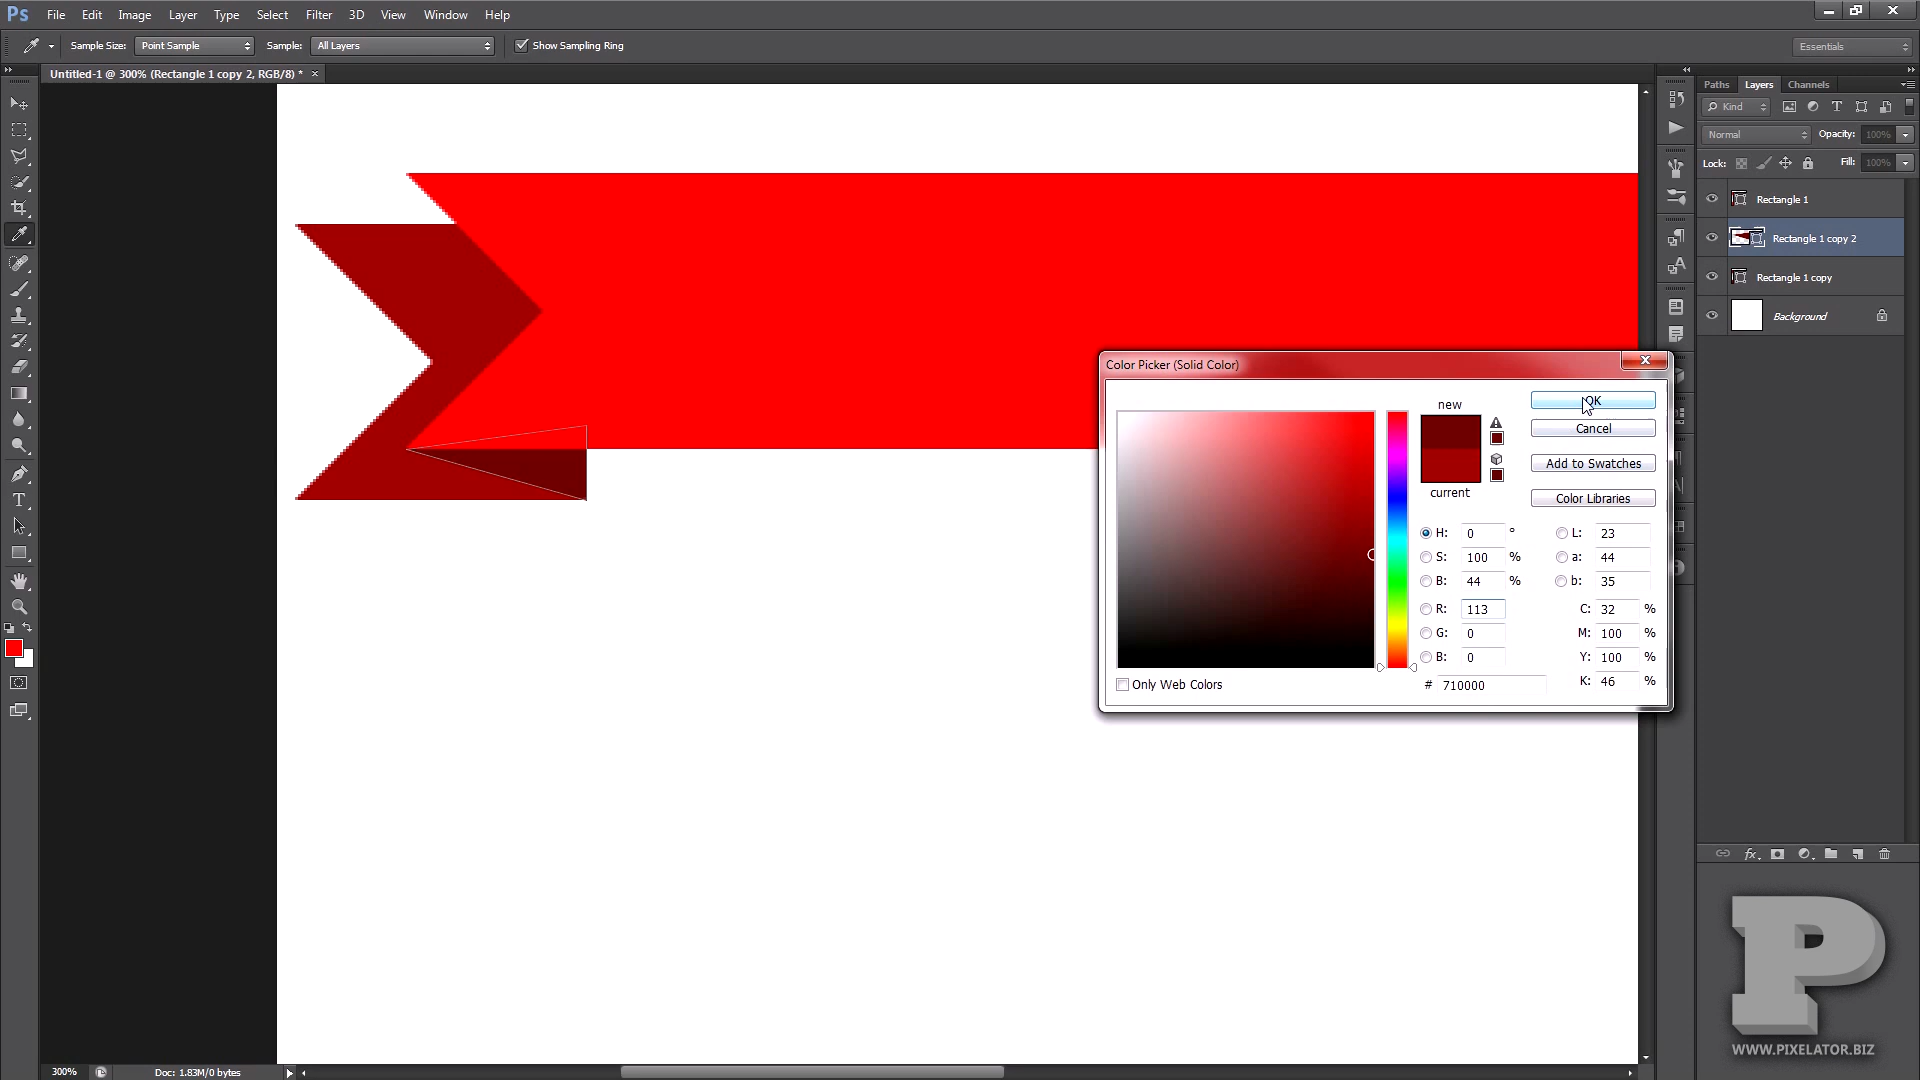 Ps File Edit Image Layer Type Select Filter 3D View Window Help
Sample Size: Point Sample Sample: All Layers Show Sampling Ring Essentials
Untitled-1 @ 300% (Rectangle 1 copy 2, RGB/8) * ×
Paths Layers Channels
Kind
Normal Opacity: 100%
Lock: Fill: 100%
Rectangle 1
Rectangle 1 copy 2
Rectangle 1 copy
Background
Color Picker (Solid Color)
new
current
OK
Cancel
Add to Swatches
Color Libraries
H: 0 ° L: 23
S: 100 % a: 44
B: 44 % b: 35
R: 113 C: 32 %
G: 0 M: 100 %
B: 0 Y: 100 %
# 710000 K: 46 %
Only Web Colors
P
WWW.PIXELATOR.BIZ
300% Doc: 1.83M/0 bytes